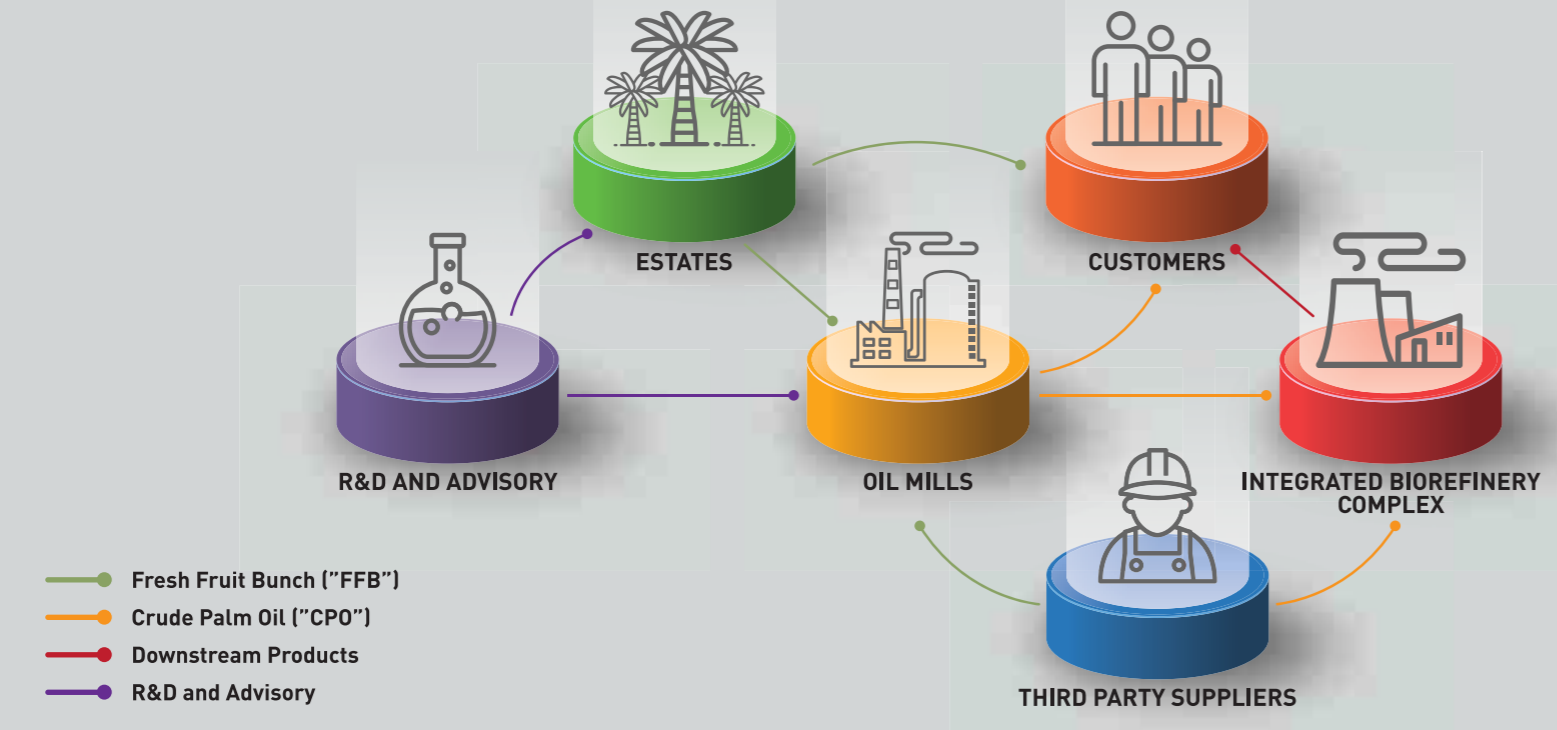 ESTATES
CUSTOMERS
R&D AND ADVISORY
OIL MILLS
INTEGRATED BIOREFINERY
COMPLEX
THIRD PARTY SUPPLIERS
Fresh Fruit Bunch (”FFB”)
Crude Palm Oil (”CPO”)
Downstream Products
R&D and Advisory